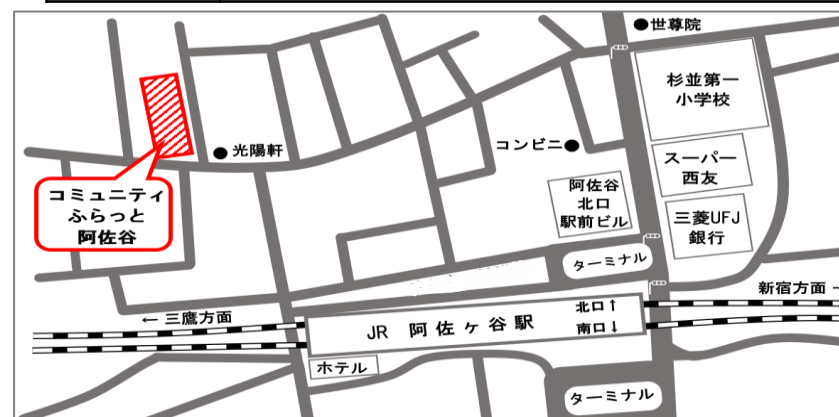 世尊院
杉並第一
小学校
光陽軒
コンビニ
スーパー
西友
コミュニティ
ふらっと
阿佐谷
阿佐谷
北口
駅前ビル
三菱UFJ
銀行
ターミナル
新宿方面→
← 三鷹方面
JR 阿佐ヶ谷駅
北口↑
南口↓
ホテル
ターミナル